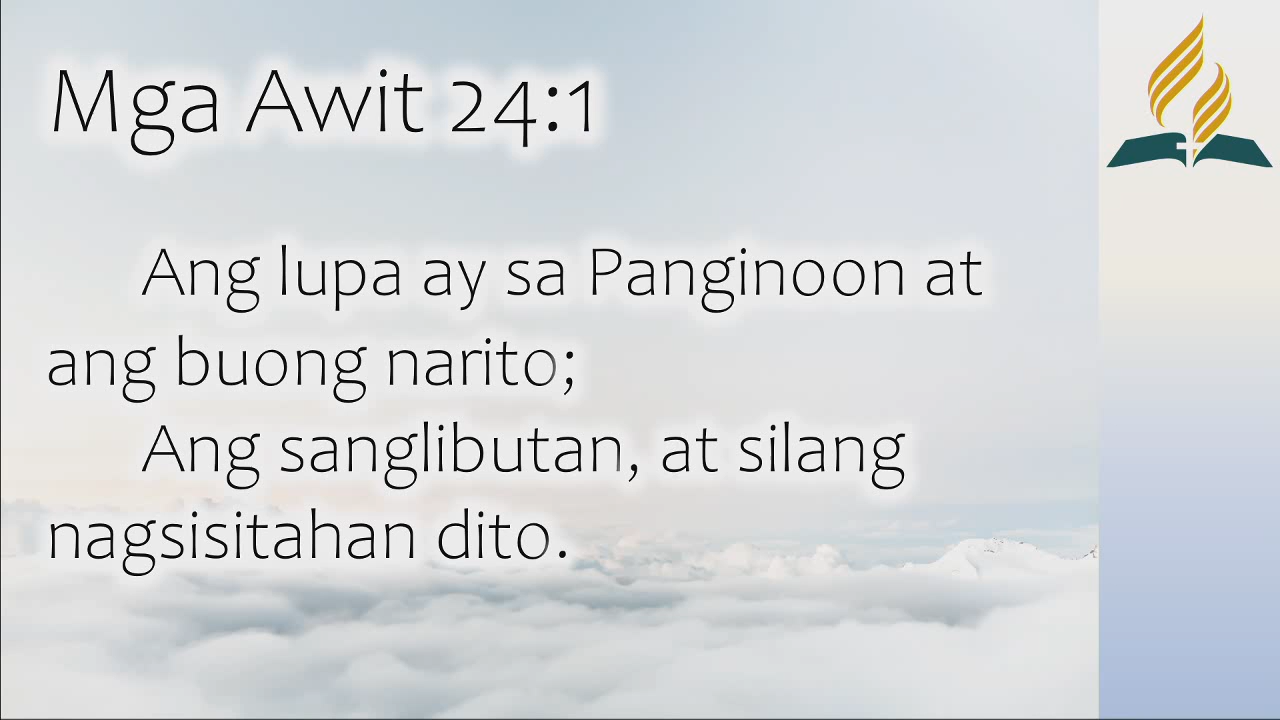 Mga Awit 24:1
Ang lupa ay sa Panginoon at
ang buong narito;
Ang sanglibutan, at silang
nagsisitahan dito.